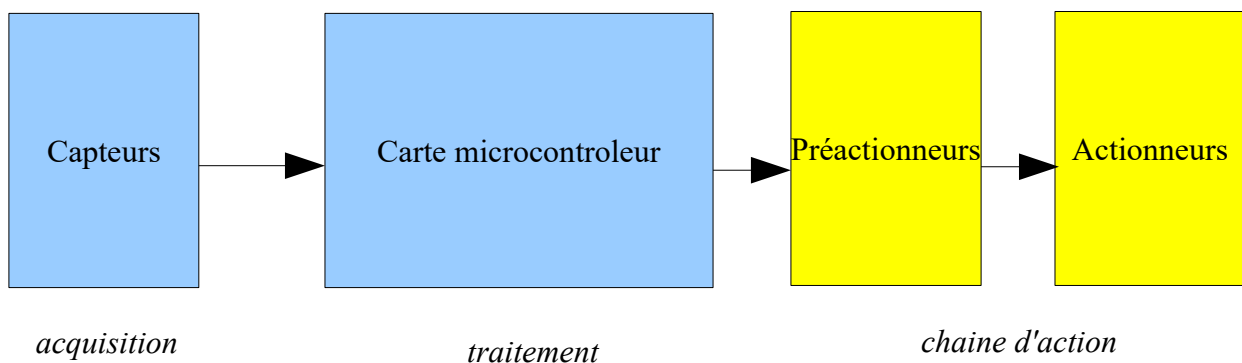 Capteurs
Carte microcontroleur
Préactionneurs
Actionneurs
acquisition
traitement
chaine d'action